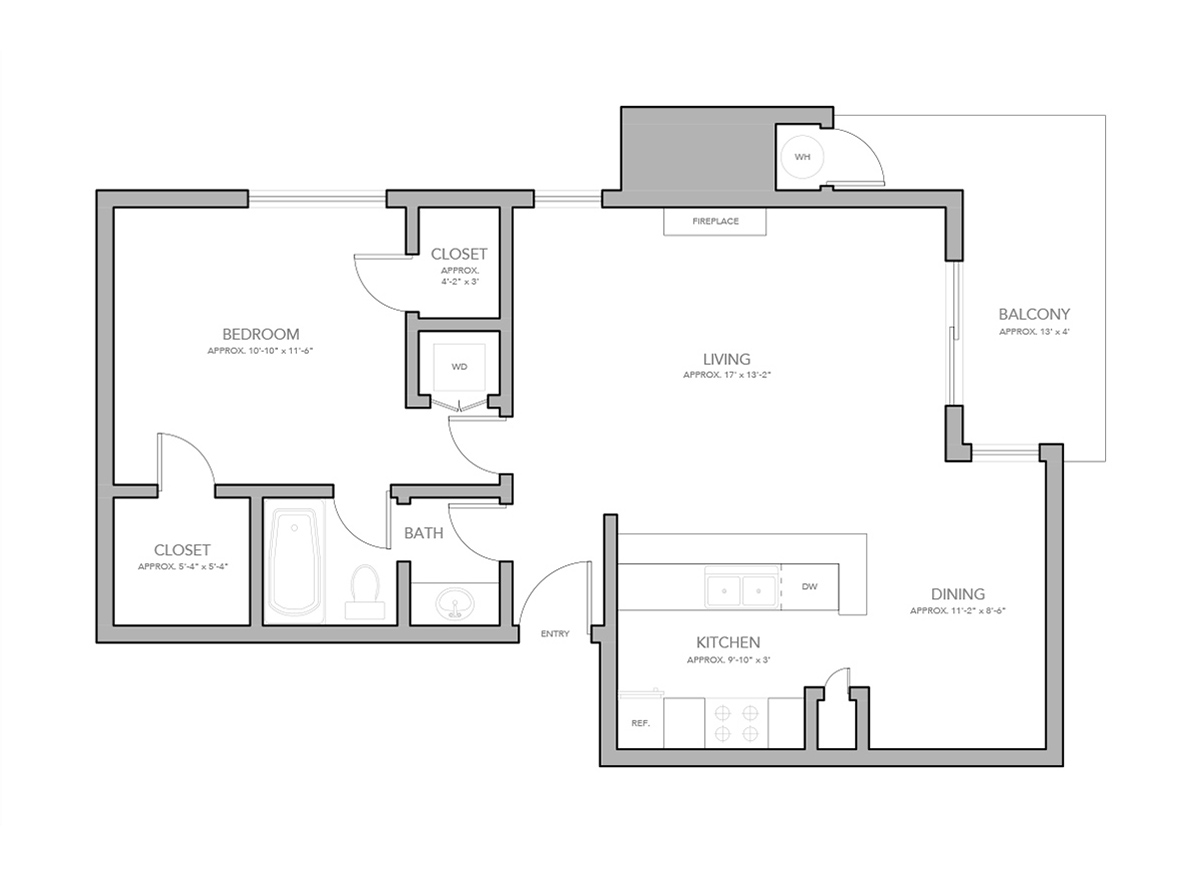 WH
FIREPLACE
CLOSET
APPROX.
4'-2" x 3'
BALCONY
APPROX. 13' x 4'
BEDROOM
APPROX. 10'-10" x 11'-6"
LIVING
APPROX. 17' x 13'-2"
WD
BATH
CLOSET
APPROX. 5'-4" x 5'-4"
DW
DINING
APPROX. 11'-2" x 8'-6"
ENTRY
KITCHEN
APPROX. 9'-10" x 3'
REF.